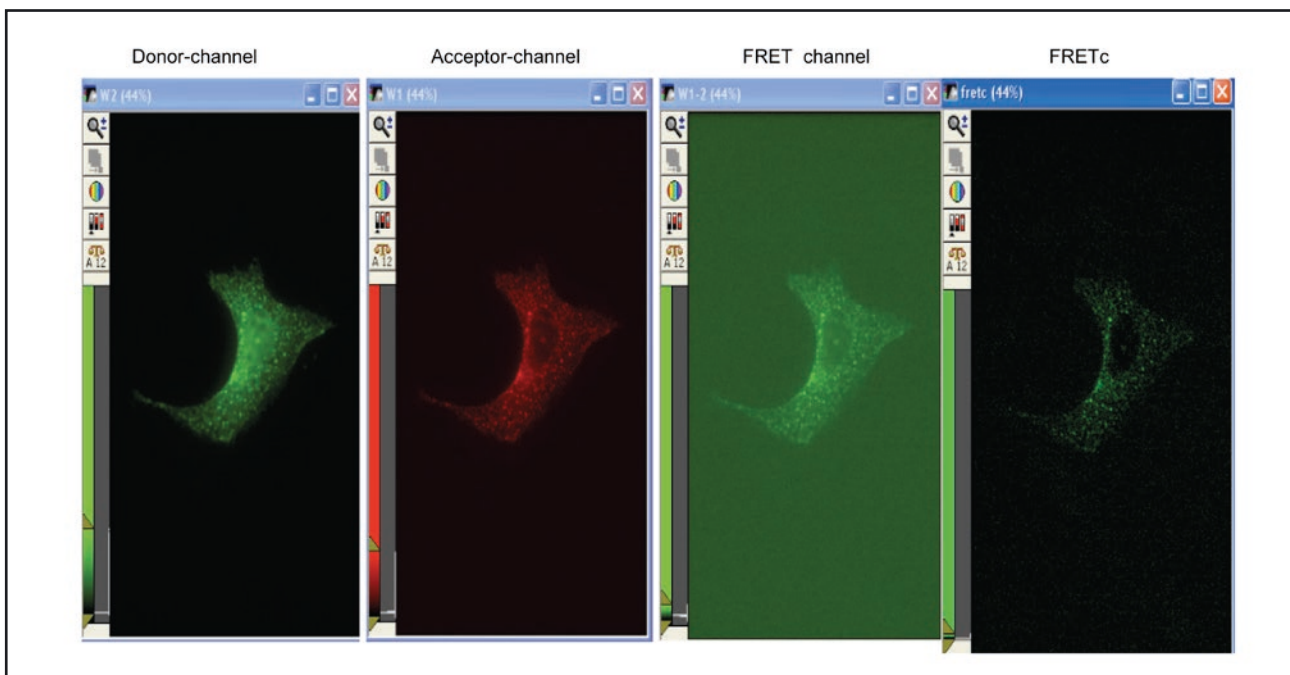 Donor-channel
Acceptor-channel
FRET channel
FRETc
W2 (44%)
W1 (44%)
W1-2 (44%)
fretc (44%)
A 12
A 12
A 12
A 12